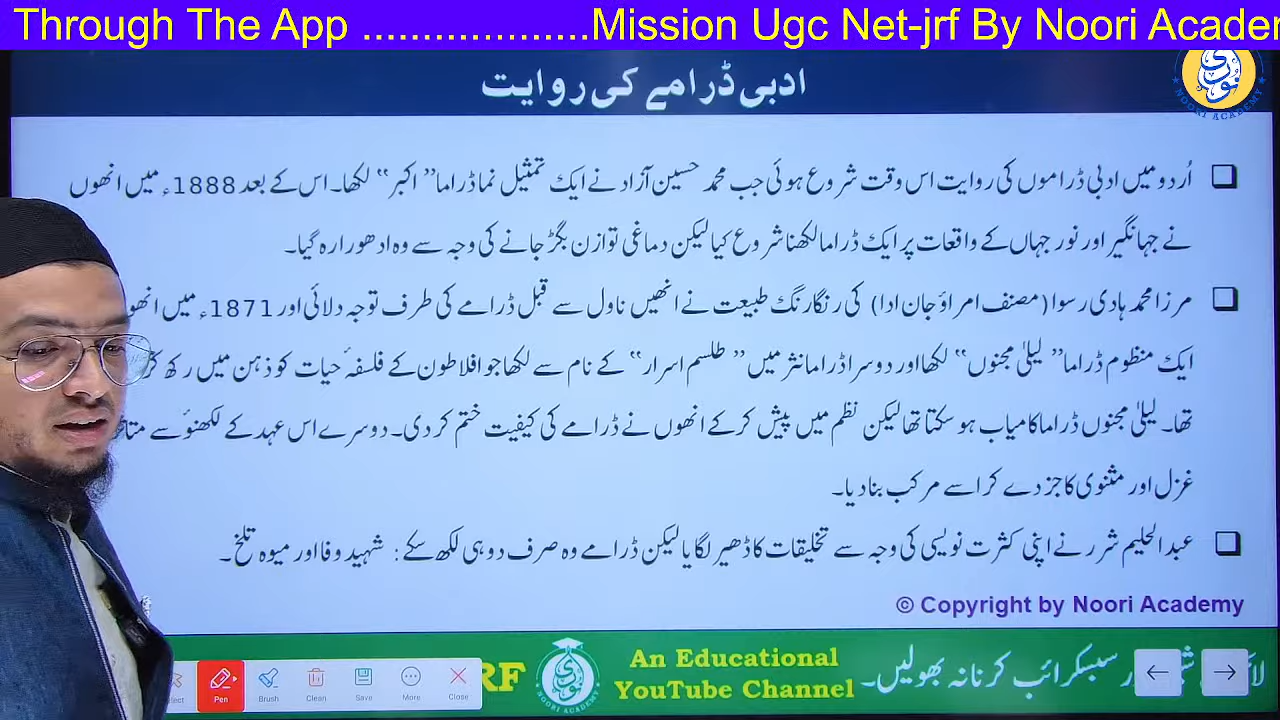 Through The App ...................Mission Ugc Net-jrf By Noori Acader
ادبی ڈرامے کی روایت
NOORI ACADEMY
اُردو میں ادبی ڈراموں کی روایت اس وقت شروع ہوئی جب محمد حسین آزاد نے ایک تمثیل نما ڈراما ’’اکبر‘‘ لکھا۔ اس کے بعد 1888ء میں انھوں
نے جہانگیر اور نور جہاں کے واقعات پر ایک ڈراما لکھنا شروع کیا لیکن دماغی توازن بگڑ جانے کی وجہ سے وہ ادھورا رہ گیا۔
مرزا محمد ہادی رسوا (مصنف امراؤ جان ادا) کی رنگا رنگ طبیعت نے انھیں ناول سے قبل ڈرامے کی طرف توجہ دلائی اور 1871ء میں
ایک منظوم ڈراما ’’لیلیٰ مجنوں‘‘ لکھا اور دوسرا ڈراما نثر میں ’’طلسم اسرار‘‘ کے نام سے لکھا جو افلاطون کے فلسفۂ حیات کو ذہن میں رکھ
تھا۔ لیلیٰ مجنوں ڈراما کامیاب ہو سکتا تھا لیکن نظم میں پیش کر کے انھوں نے ڈرامے کی کیفیت ختم کر دی۔ دوسرے اس عہد کے لکھنؤ سے
غزل اور مثنوی کا جز دے کر اسے مرکب بنا دیا۔
عبدالحلیم شرر نے اپنی کثرت نویسی کی وجہ سے تخلیقات کا ڈھیر لگایا لیکن ڈرامے وہ صرف دو ہی لکھ سکے: شہید وفا اور میوہ تلخ۔
© Copyright by Noori Academy
Pen Brush Clean Save More Close
RF
An Educational
YouTube Channel
سبسکرائب کرنا نہ بھولیں۔